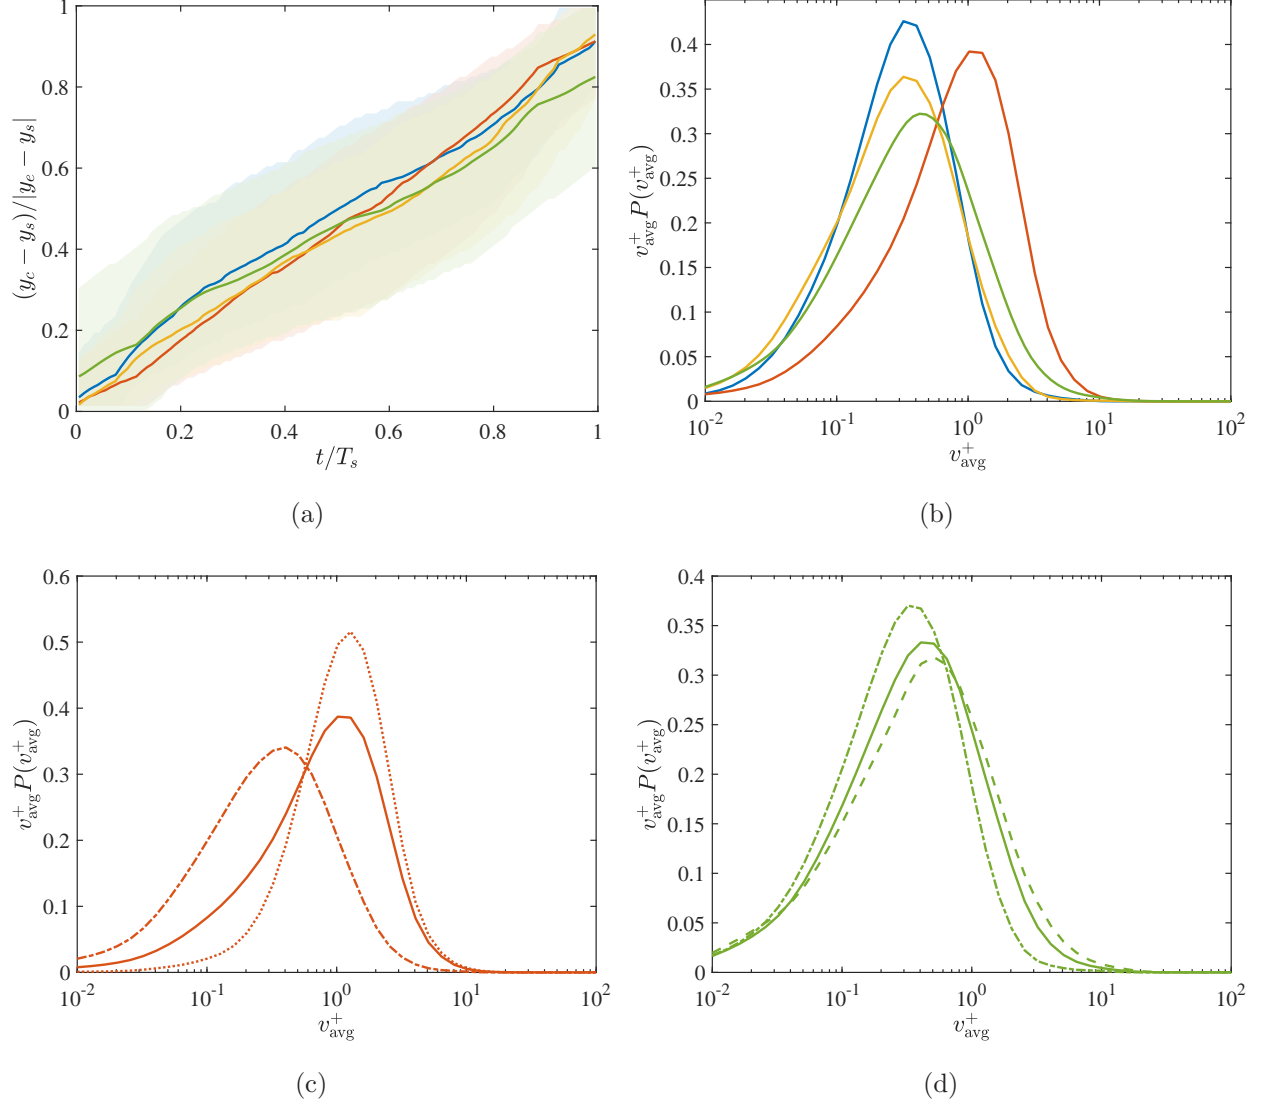 1
0.8
0.6
0.4
0.2
0
0 0.2 0.4 0.6 0.8 1
t/T_s
(y_c − y_s)/|y_e − y_s|
(a)
0.4
0.35
0.3
0.25
0.2
0.15
0.1
0.05
0
10^-2 10^-1 10^0 10^1 10^2
v^+_avg
v^+_avg P(v^+_avg)
(b)
0.6
0.5
0.4
0.3
0.2
0.1
0
10^-2 10^-1 10^0 10^1 10^2
v^+_avg
v^+_avg P(v^+_avg)
(c)
0.4
0.35
0.3
0.25
0.2
0.15
0.1
0.05
0
10^-2 10^-1 10^0 10^1 10^2
v^+_avg
v^+_avg P(v^+_avg)
(d)